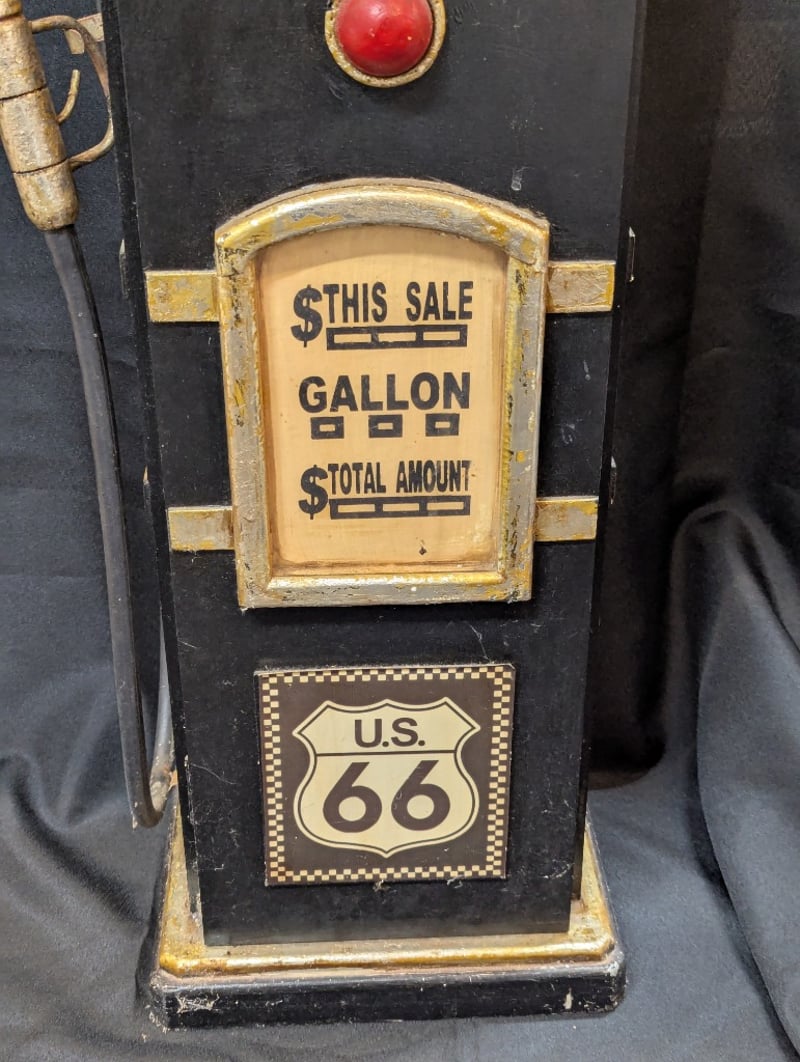 $THIS SALE
GALLON
$TOTAL AMOUNT
U.S.
66